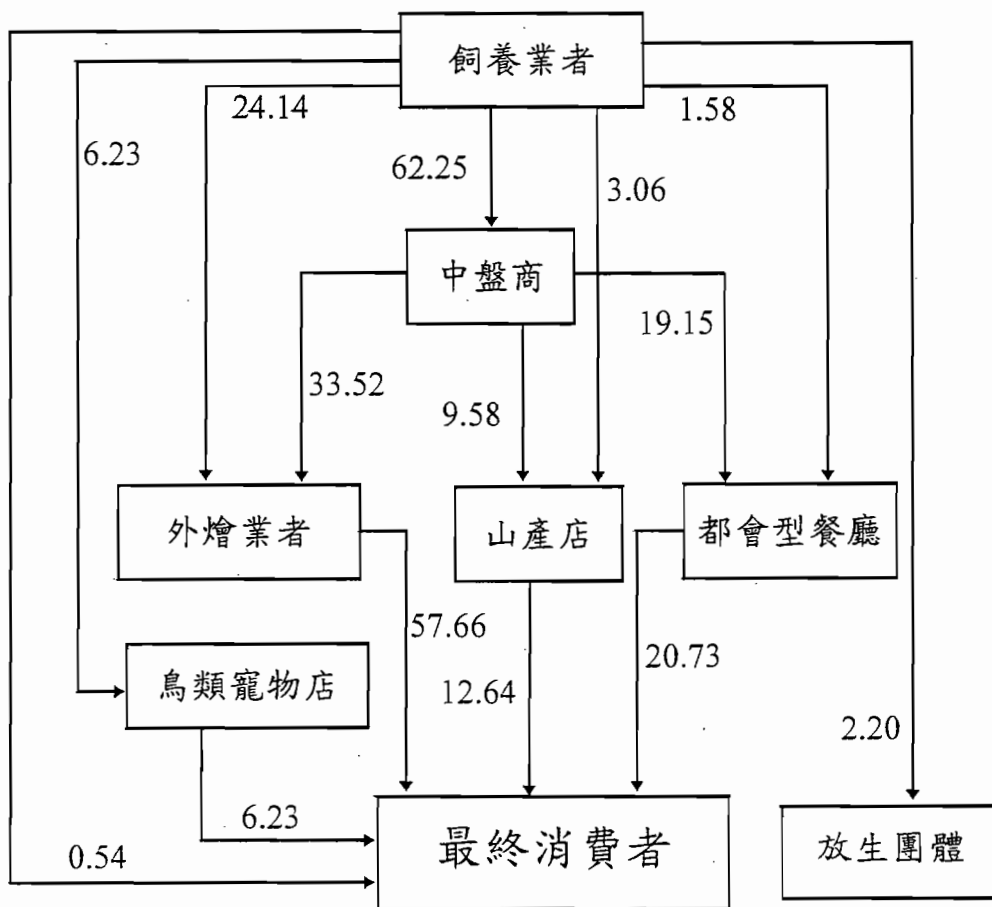 飼養業者
24.14
1.58
6.23
62.25
3.06
中盤商
19.15
33.52
9.58
外燴業者
山產店
都會型餐廳
57.66
20.73
鳥類寵物店
12.64
2.20
6.23
最終消費者
放生團體
0.54